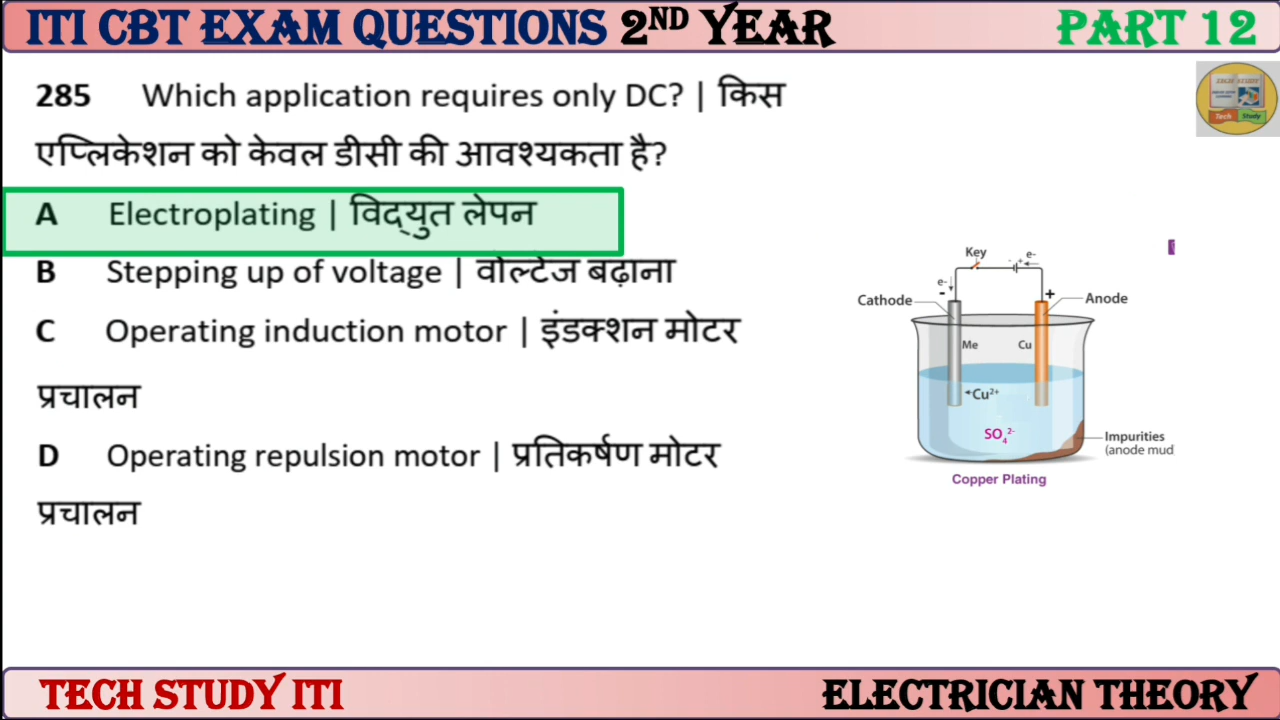 ITI CBT EXAM QUESTIONS 2ND YEAR PART 12
285 Which application requires only DC? | किस
एप्लिकेशन को केवल डीसी की आवश्यकता है?
A Electroplating | विद्युत लेपन
B Stepping up of voltage | वोल्टेज बढ़ाना
C Operating induction motor | इंडक्शन मोटर
प्रचालन
D Operating repulsion motor | प्रतिकर्षण मोटर
प्रचालन
TECH STUDY
Tech Study
Key
- + e-
e-
- +
Cathode Anode
Me Cu
Cu2+
SO42-
Impurities
(anode mud
Copper Plating
TECH STUDY ITI ELECTRICIAN THEORY